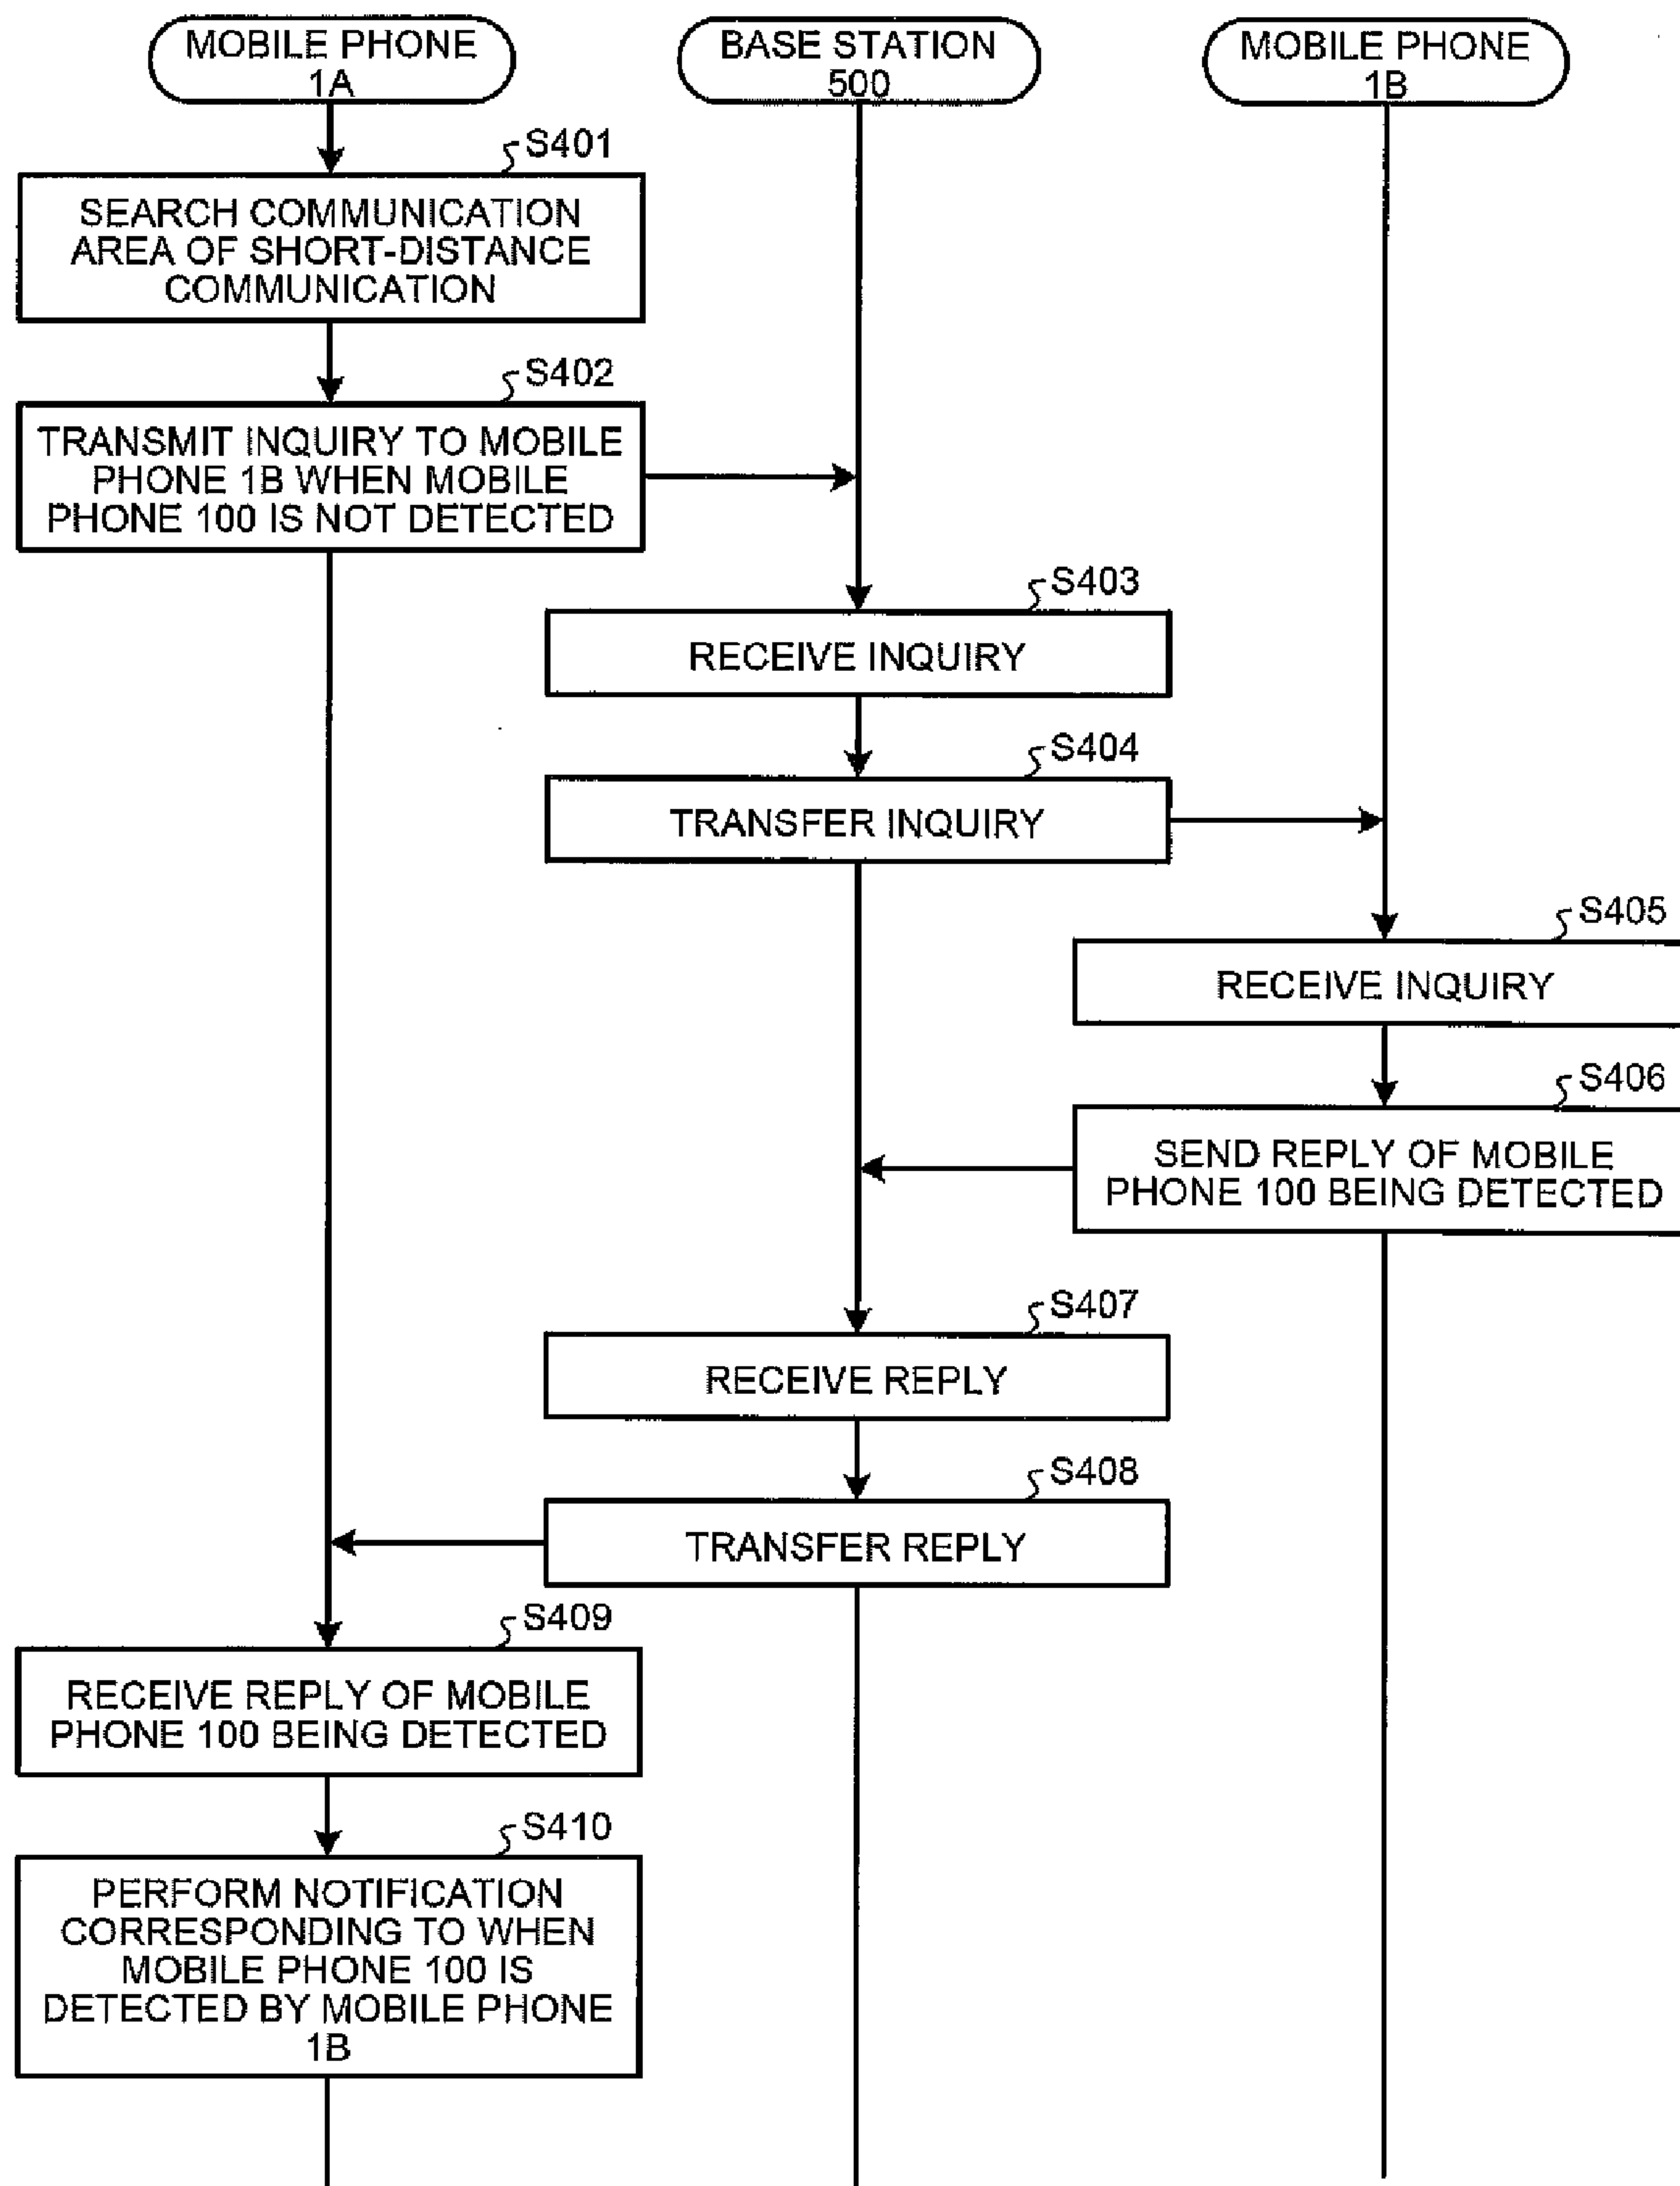 MOBILE PHONE
1A
BASE STATION
500
MOBILE PHONE
1B
S401
SEARCH COMMUNICATION
AREA OF SHORT-DISTANCE
COMMUNICATION
S402
TRANSMIT INQUIRY TO MOBILE
PHONE 1B WHEN MOBILE
PHONE 100 IS NOT DETECTED
S403
RECEIVE INQUIRY
S404
TRANSFER INQUIRY
S405
RECEIVE INQUIRY
S406
SEND REPLY OF MOBILE
PHONE 100 BEING DETECTED
S407
RECEIVE REPLY
S408
TRANSFER REPLY
S409
RECEIVE REPLY OF MOBILE
PHONE 100 BEING DETECTED
S410
PERFORM NOTIFICATION
CORRESPONDING TO WHEN
MOBILE PHONE 100 IS
DETECTED BY MOBILE PHONE
1B